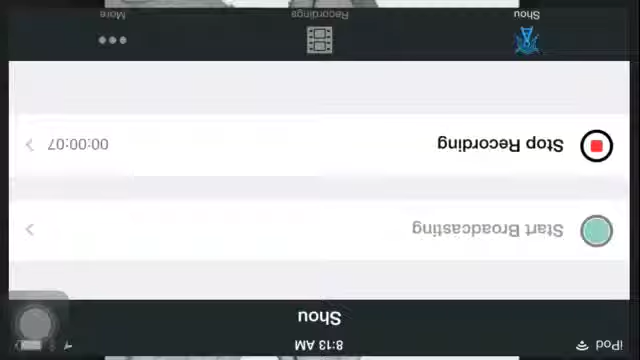 iPod 8:13 AM
Shou
Start Broadcasting
Stop Recording 00:00:07
Shou Recordings More